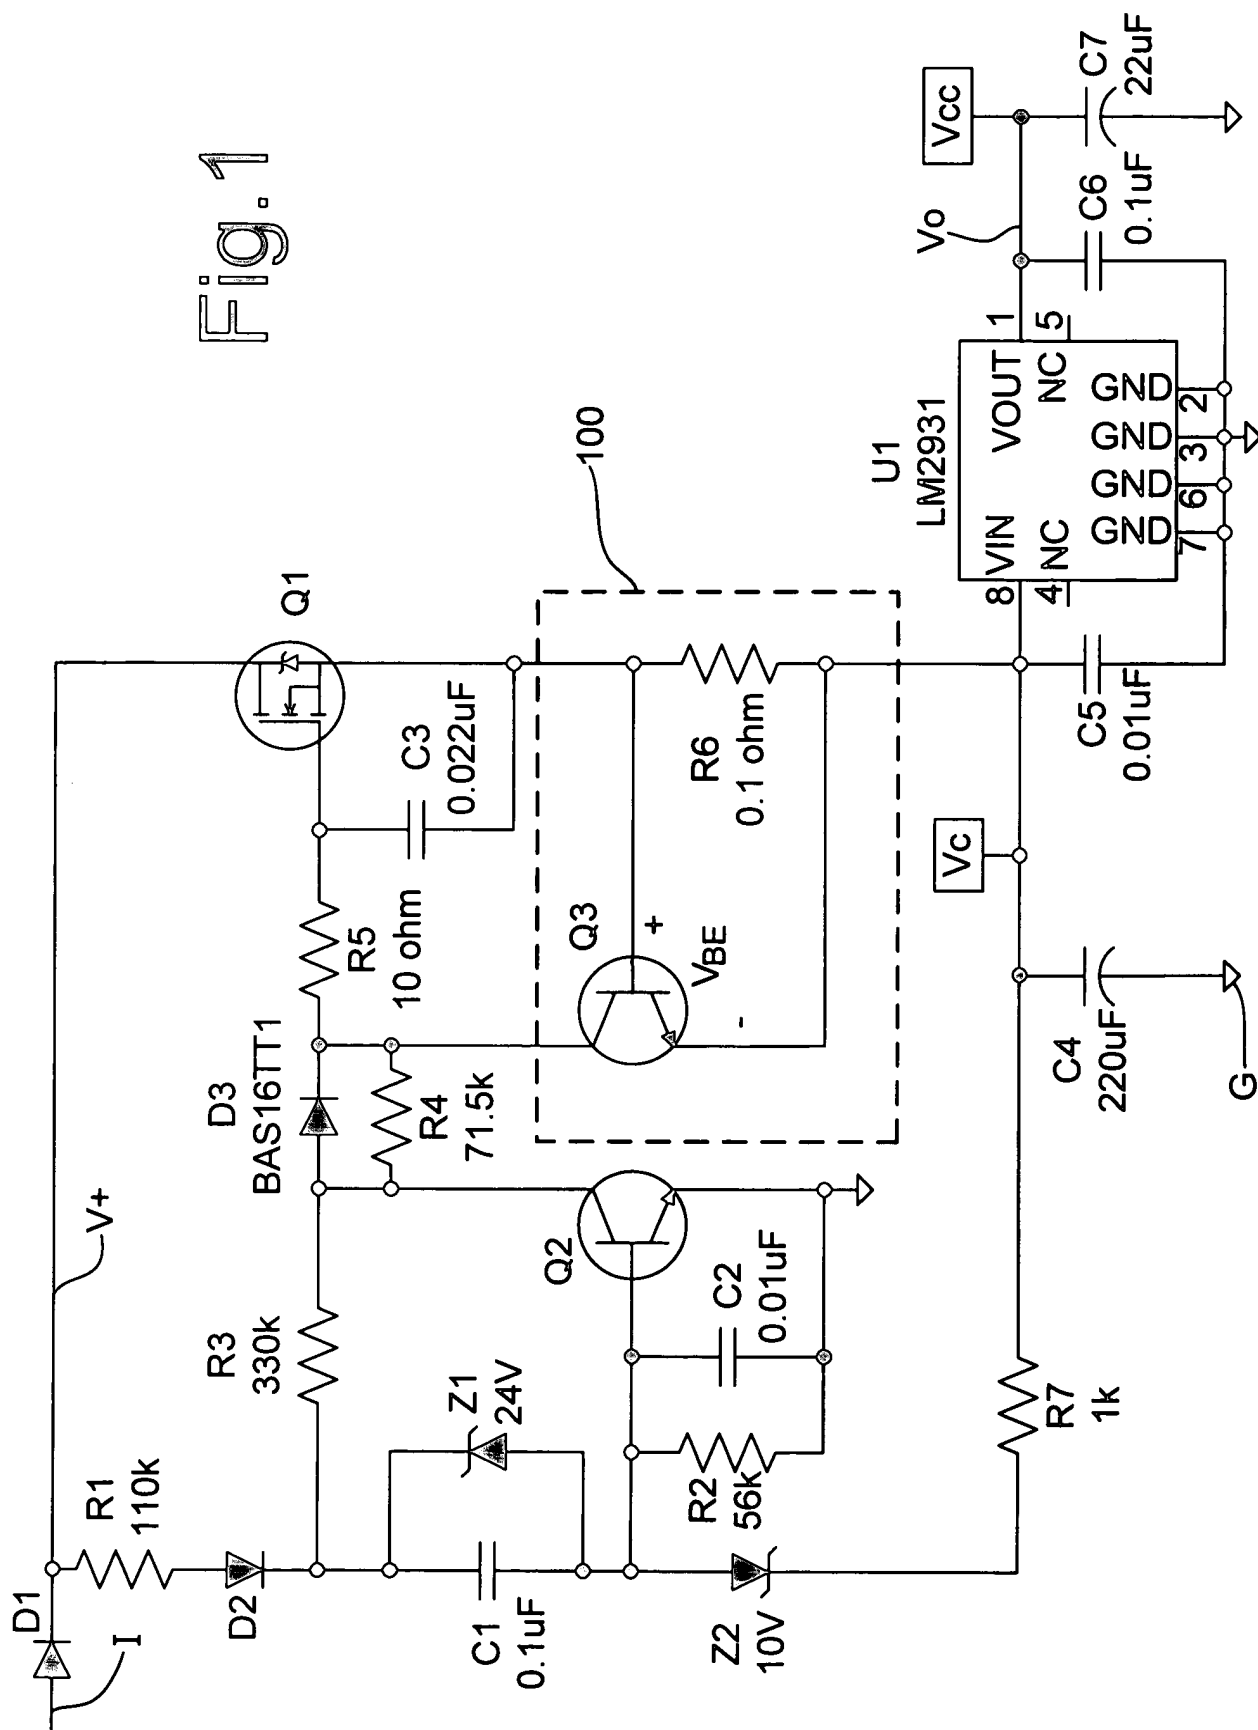 Fig.1
I
D1
V+
R1
110k
D2
R3
330k
D3
BAS16TT1
R4
71.5k
R5
10 ohm
Q1
C3
0.022uF
100
C1
0.1uF
Z1
24V
Q2
C2
0.01uF
R2
56k
Z2
10V
Q3
+
VBE
-
R6
0.1 ohm
R7
1k
C4
220uF
G
Vc
C5
0.01uF
U1
LM2931
8
VIN
VOUT
1
4
NC
NC
5
GND
GND
GND
GND
7
6
3
2
Vo
Vcc
C6
0.1uF
C7
22uF